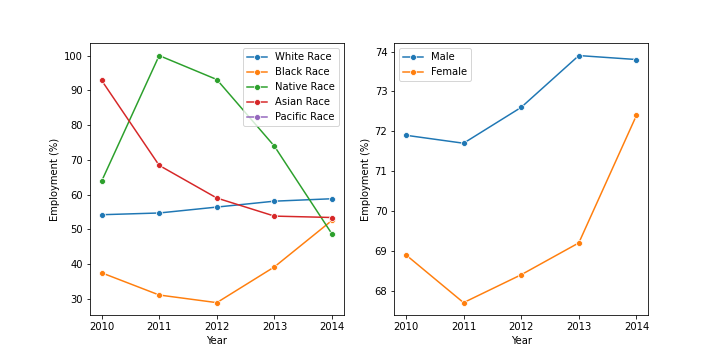 White Race
Black Race
Native Race
Asian Race
Pacific Race
100
90
80
70
60
50
40
30
Employment (%)
2010 2011 2012 2013 2014
Year
Male
Female
74
73
72
71
70
69
68
Employment (%)
2010 2011 2012 2013 2014
Year